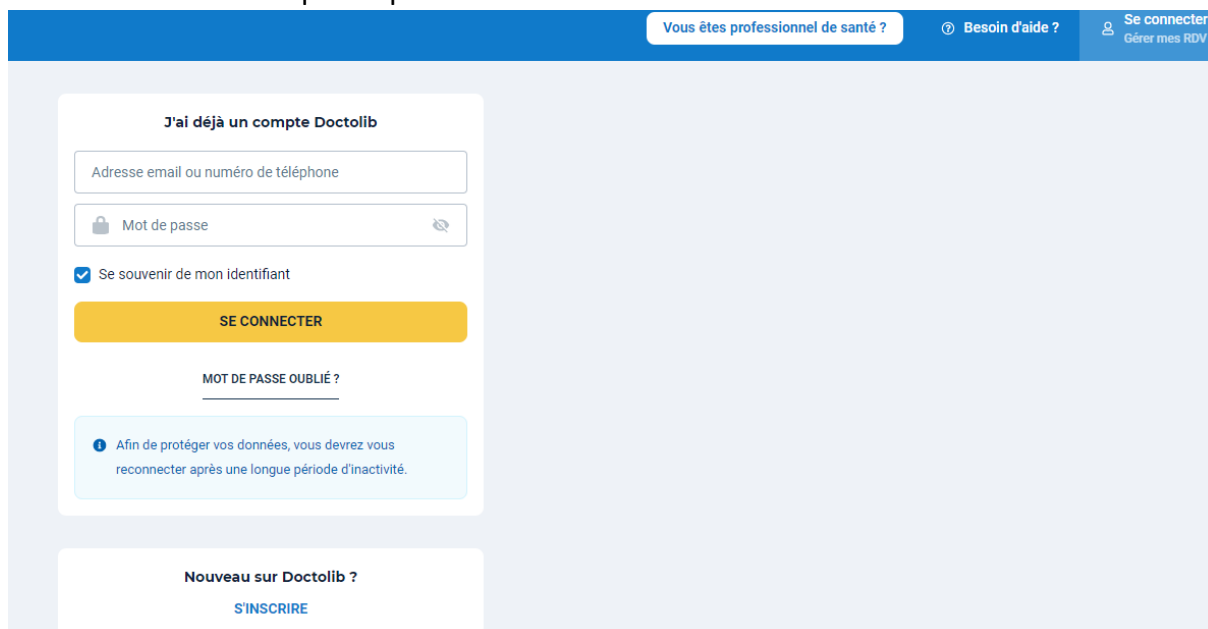 Vous êtes professionnel de santé ?
Besoin d'aide ?
Se connecter
Gérer mes RDV
J'ai déjà un compte Doctolib
Adresse email ou numéro de téléphone
Mot de passe
Se souvenir de mon identifiant
SE CONNECTER
MOT DE PASSE OUBLIÉ ?
Afin de protéger vos données, vous devrez vous
reconnecter après une longue période d'inactivité.
Nouveau sur Doctolib ?
S'INSCRIRE